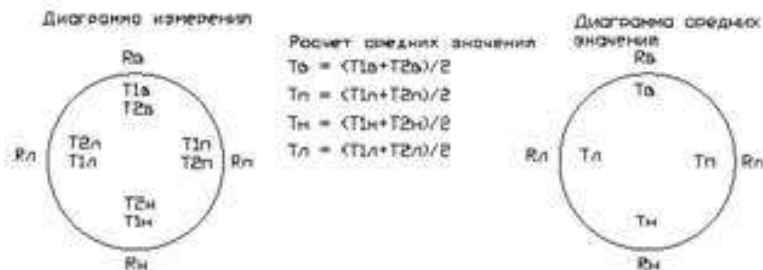 Диаграмма измерения
Rв
T1в
T2в
T2л
T1л
T1п
T2п
Rл
Rп
T2н
T1н
Rн
Расчет средних значения
Tв = (T1в+T2в)/2
Tп = (T1п+T2п)/2
Tн = (T1н+T2н)/2
Tл = (T1л+T2л)/2
Диаграмма средних
значений
Rв
Tв
Rл
Tл
Tп
Rп
Tн
Rн